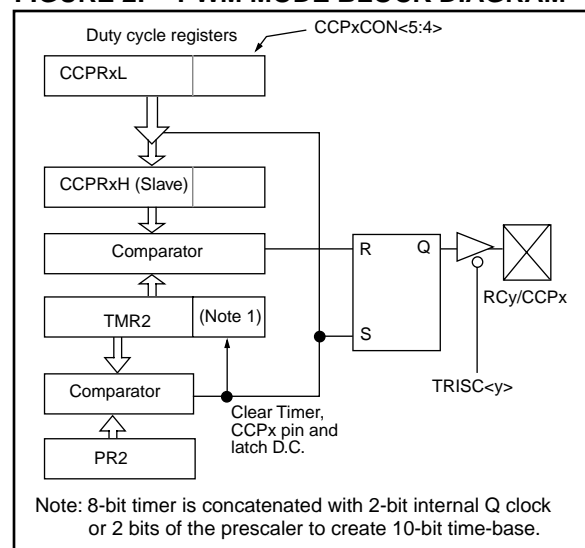 FIGURE 2: PWM MODE BLOCK DIAGRAM
Duty cycle registers
CCPxCON<5:4>
CCPRxL
CCPRxH (Slave)
Comparator
R
Q
RCy/CCPx
TMR2
(Note 1)
S
TRISC<y>
Comparator
Clear Timer,
CCPx pin and
latch D.C.
PR2
Note: 8-bit timer is concatenated with 2-bit internal Q clock
or 2 bits of the prescaler to create 10-bit time-base.